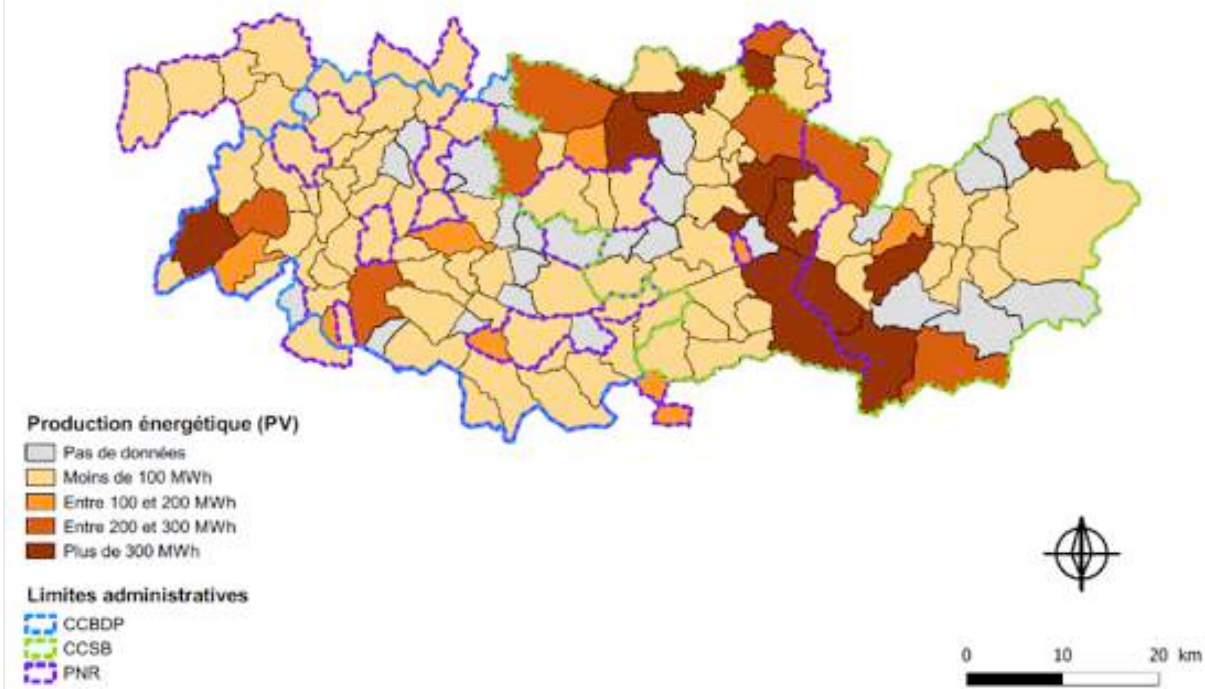 Production énergétique (PV)
Pas de données
Moins de 100 MWh
Entre 100 et 200 MWh
Entre 200 et 300 MWh
Plus de 300 MWh
Limites administratives
CCBDP
CCSB
PNR
0 10 20 km